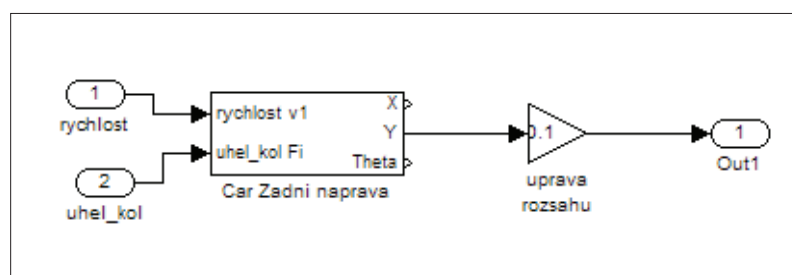 1
rychlost
2
uhel_kol
rychlost v1
uhel_kol Fi
X
Y
Theta
Car Zadni naprava
0.1
uprava
rozsahu
1
Out1